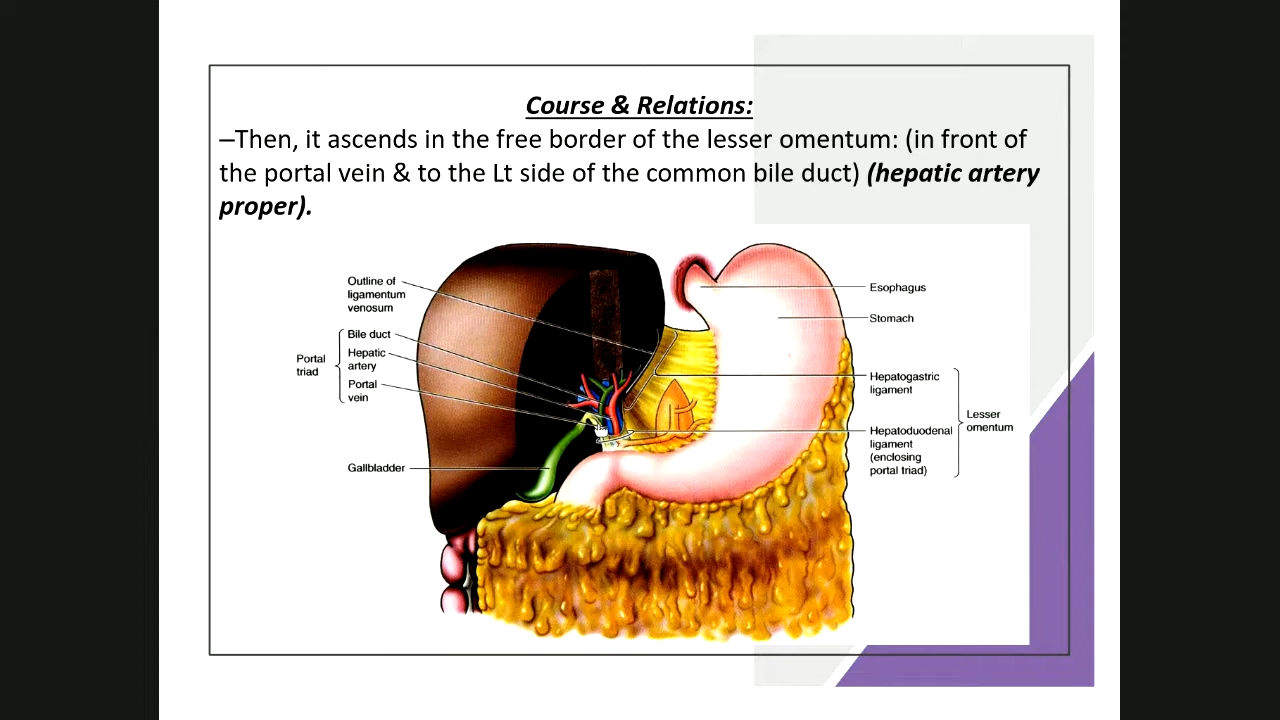 Course & Relations:
–Then, it ascends in the free border of the lesser omentum: (in front of
the portal vein & to the Lt side of the common bile duct) (hepatic artery
proper).
Outline of
ligamentum
venosum
Portal
triad
Bile duct
Hepatic
artery
Portal
vein
Gallbladder
Esophagus
Stomach
Hepatogastric
ligament
Hepatoduodenal
ligament
(enclosing
portal triad)
Lesser
omentum